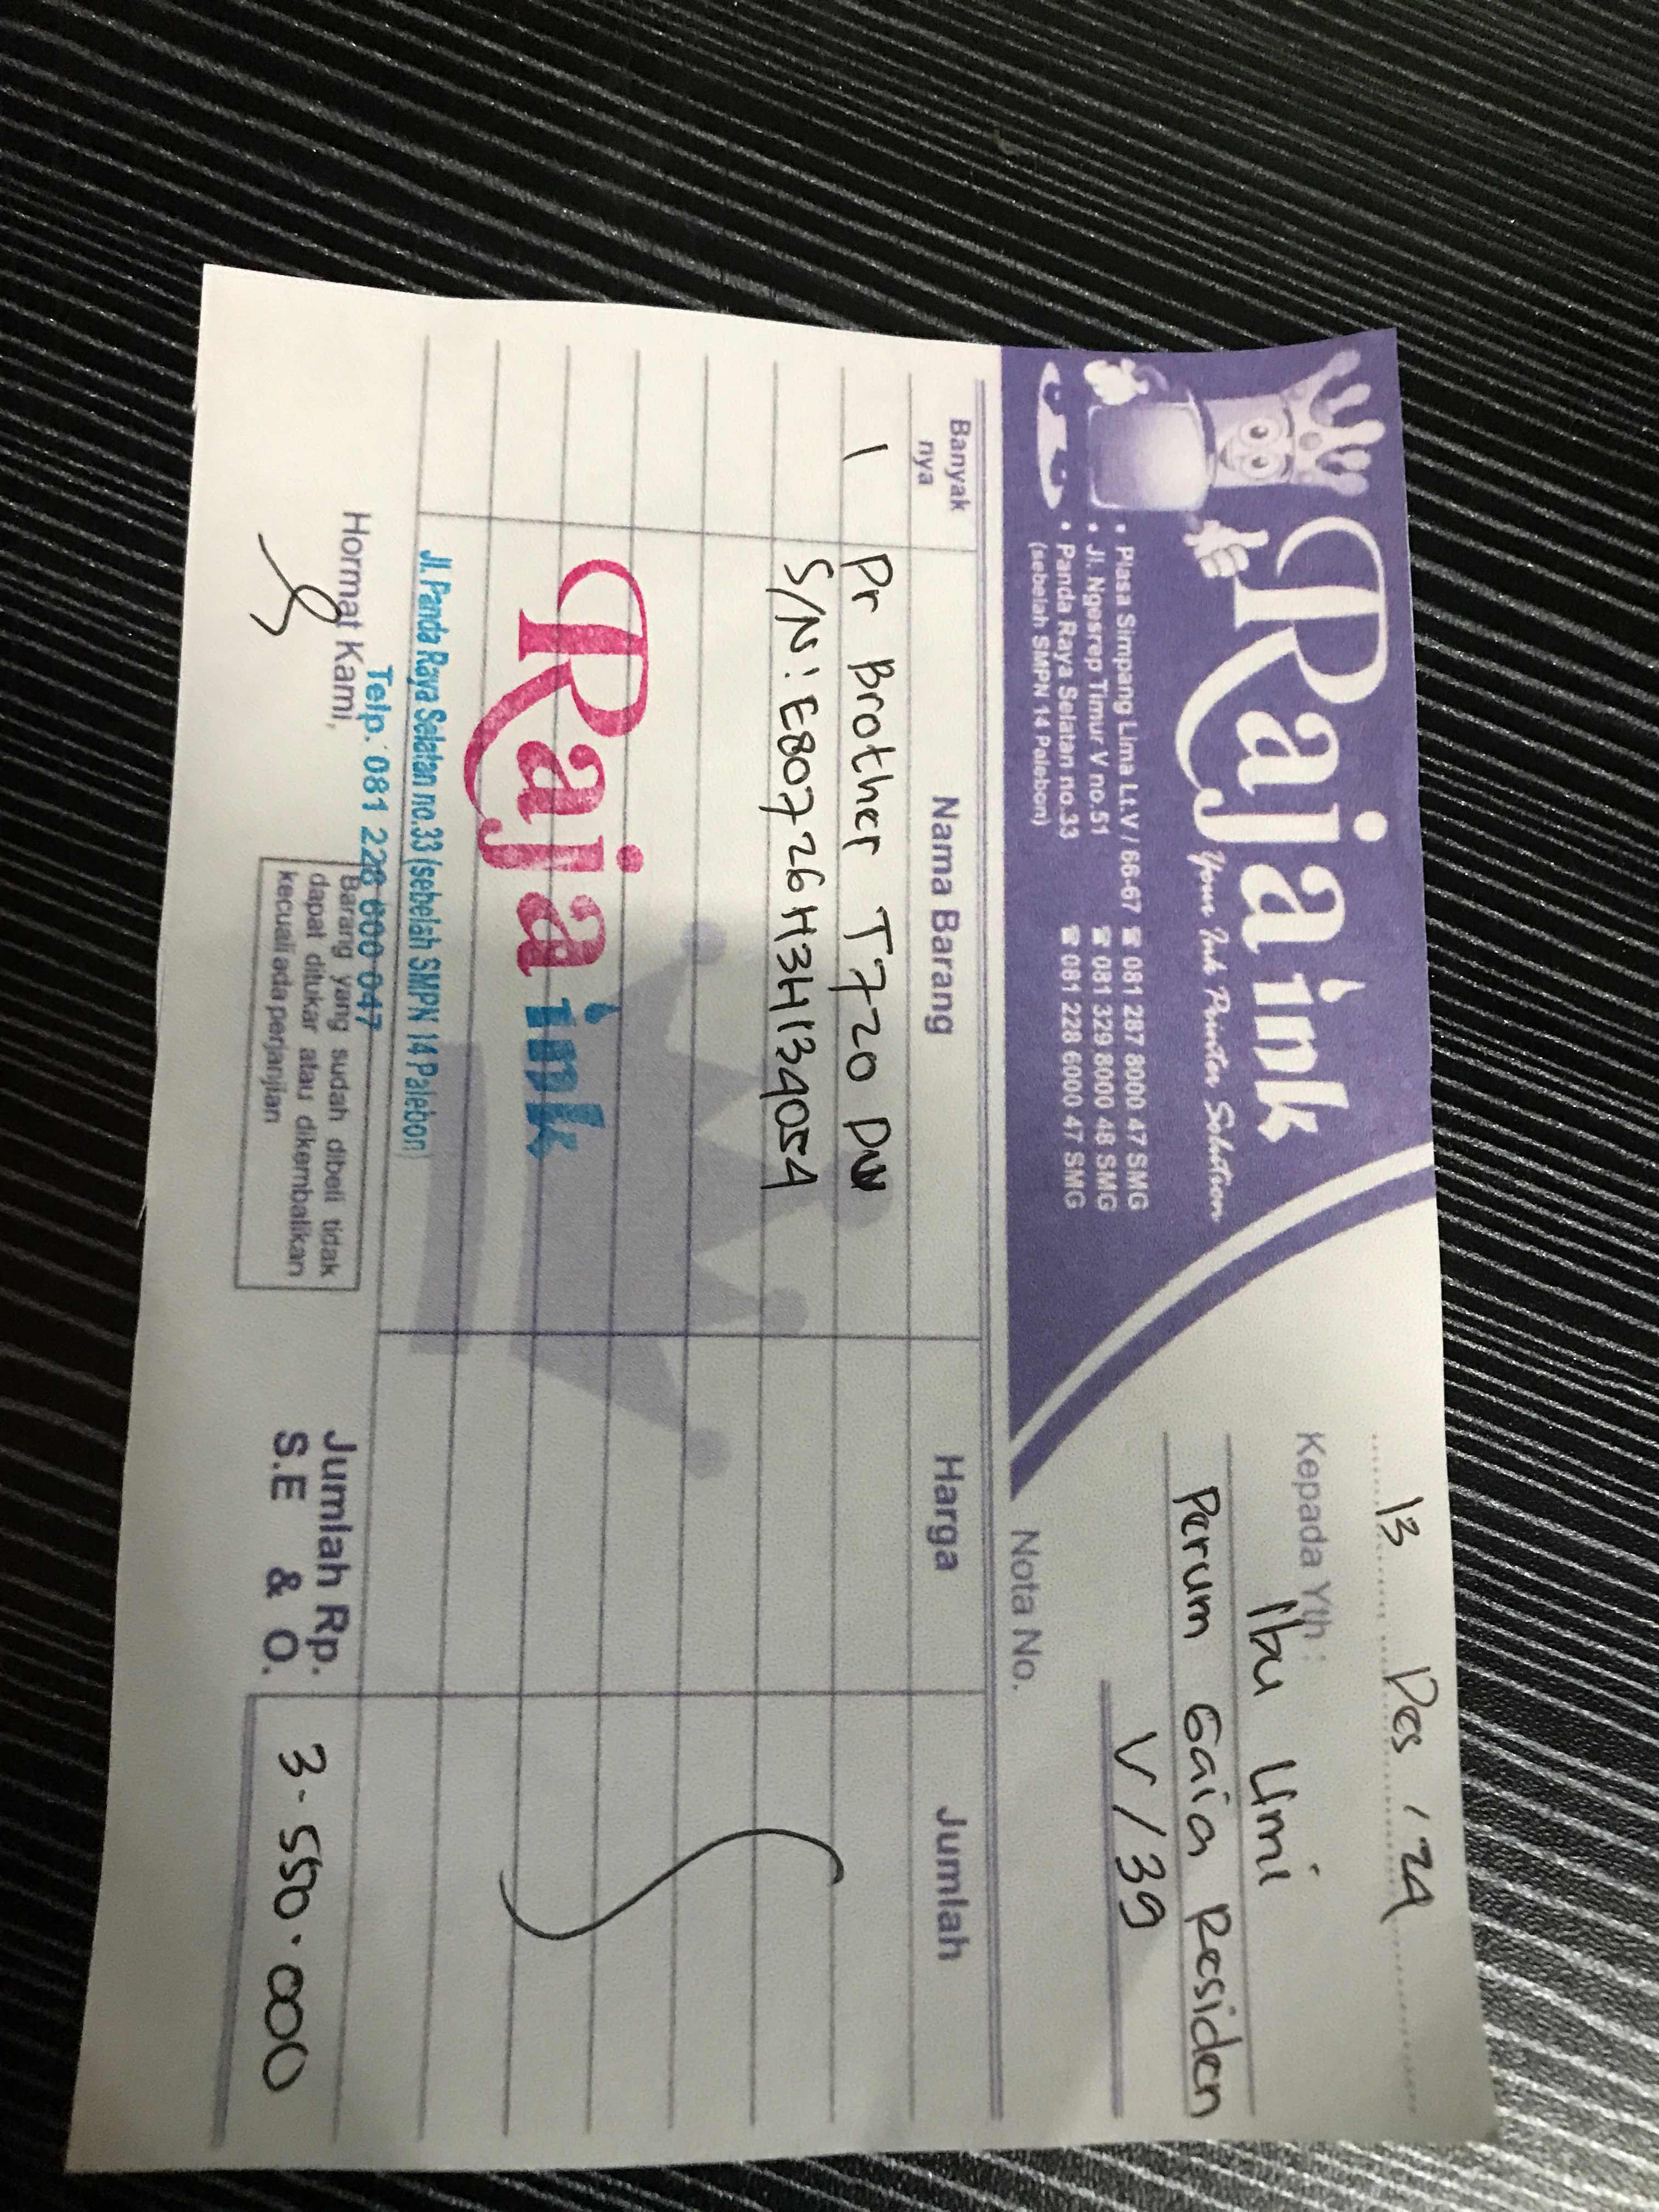 Raja ink
Your Ink Printer Solution
• Plasa Simpang Lima Lt.V / 66-67 ☎ 081 287 8000 47 SMG
• Jl. Ngesrep Timur V no.51 ☎ 081 329 8000 48 SMG
• Panda Raya Selatan no.33 ☎ 081 228 6000 47 SMG
(sebelah SMPN 14 Palebon)
13 Des / 24
Kepada Yth :
Ibu Umi
Perum Gaia Residen
V / 39
Nota No.
Banyak nya Nama Barang Harga Jumlah
1 Pr Brother T720 DW
S/N: E80726H3H134054
Raja ink
Jl. Panda Raya Selatan no.33 (sebelah SMPN 14 Palebon)
Telp. 081 228 600 047
Hormat Kami,
Barang yang sudah dibeli tidak
dapat ditukar atau dikembalikan
kecuali ada perjanjian
Jumlah Rp. 3.550.000
S.E & O.